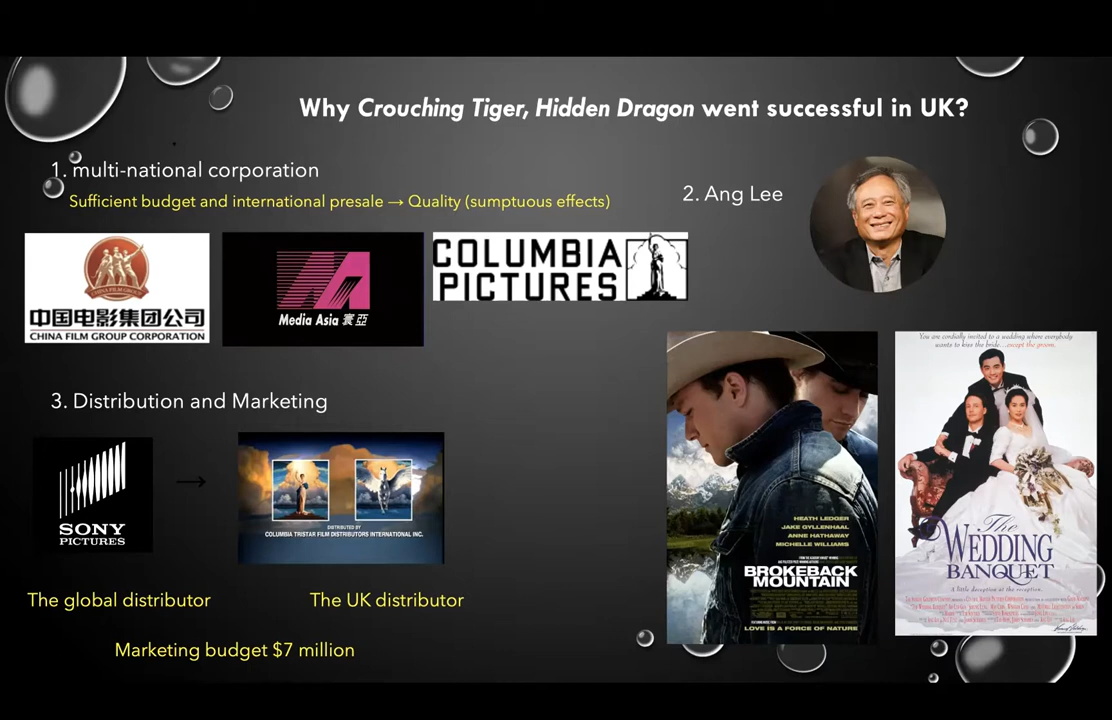 Why Crouching Tiger, Hidden Dragon went successful in UK?
1. multi-national corporation
Sufficient budget and international presale → Quality (sumptuous effects)
2. Ang Lee
CHINA FILM GROUP
中国电影集团公司
CHINA FILM GROUP CORPORATION
Media Asia 寰亞
COLUMBIA
PICTURES
3. Distribution and Marketing
SONY
PICTURES
→
DISTRIBUTED BY
COLUMBIA TRISTAR FILM DISTRIBUTORS INTERNATIONAL, INC.
The global distributor
The UK distributor
Marketing budget $7 million
HEATH LEDGER
JAKE GYLLENHAAL
ANNE HATHAWAY
MICHELLE WILLIAMS
BROKEBACK
MOUNTAIN
LOVE IS A FORCE OF NATURE
You are cordially invited to a wedding where everybody
wants to kiss the bride...except the groom.
The
WEDDING
BANQUET
A little deception at the reception.